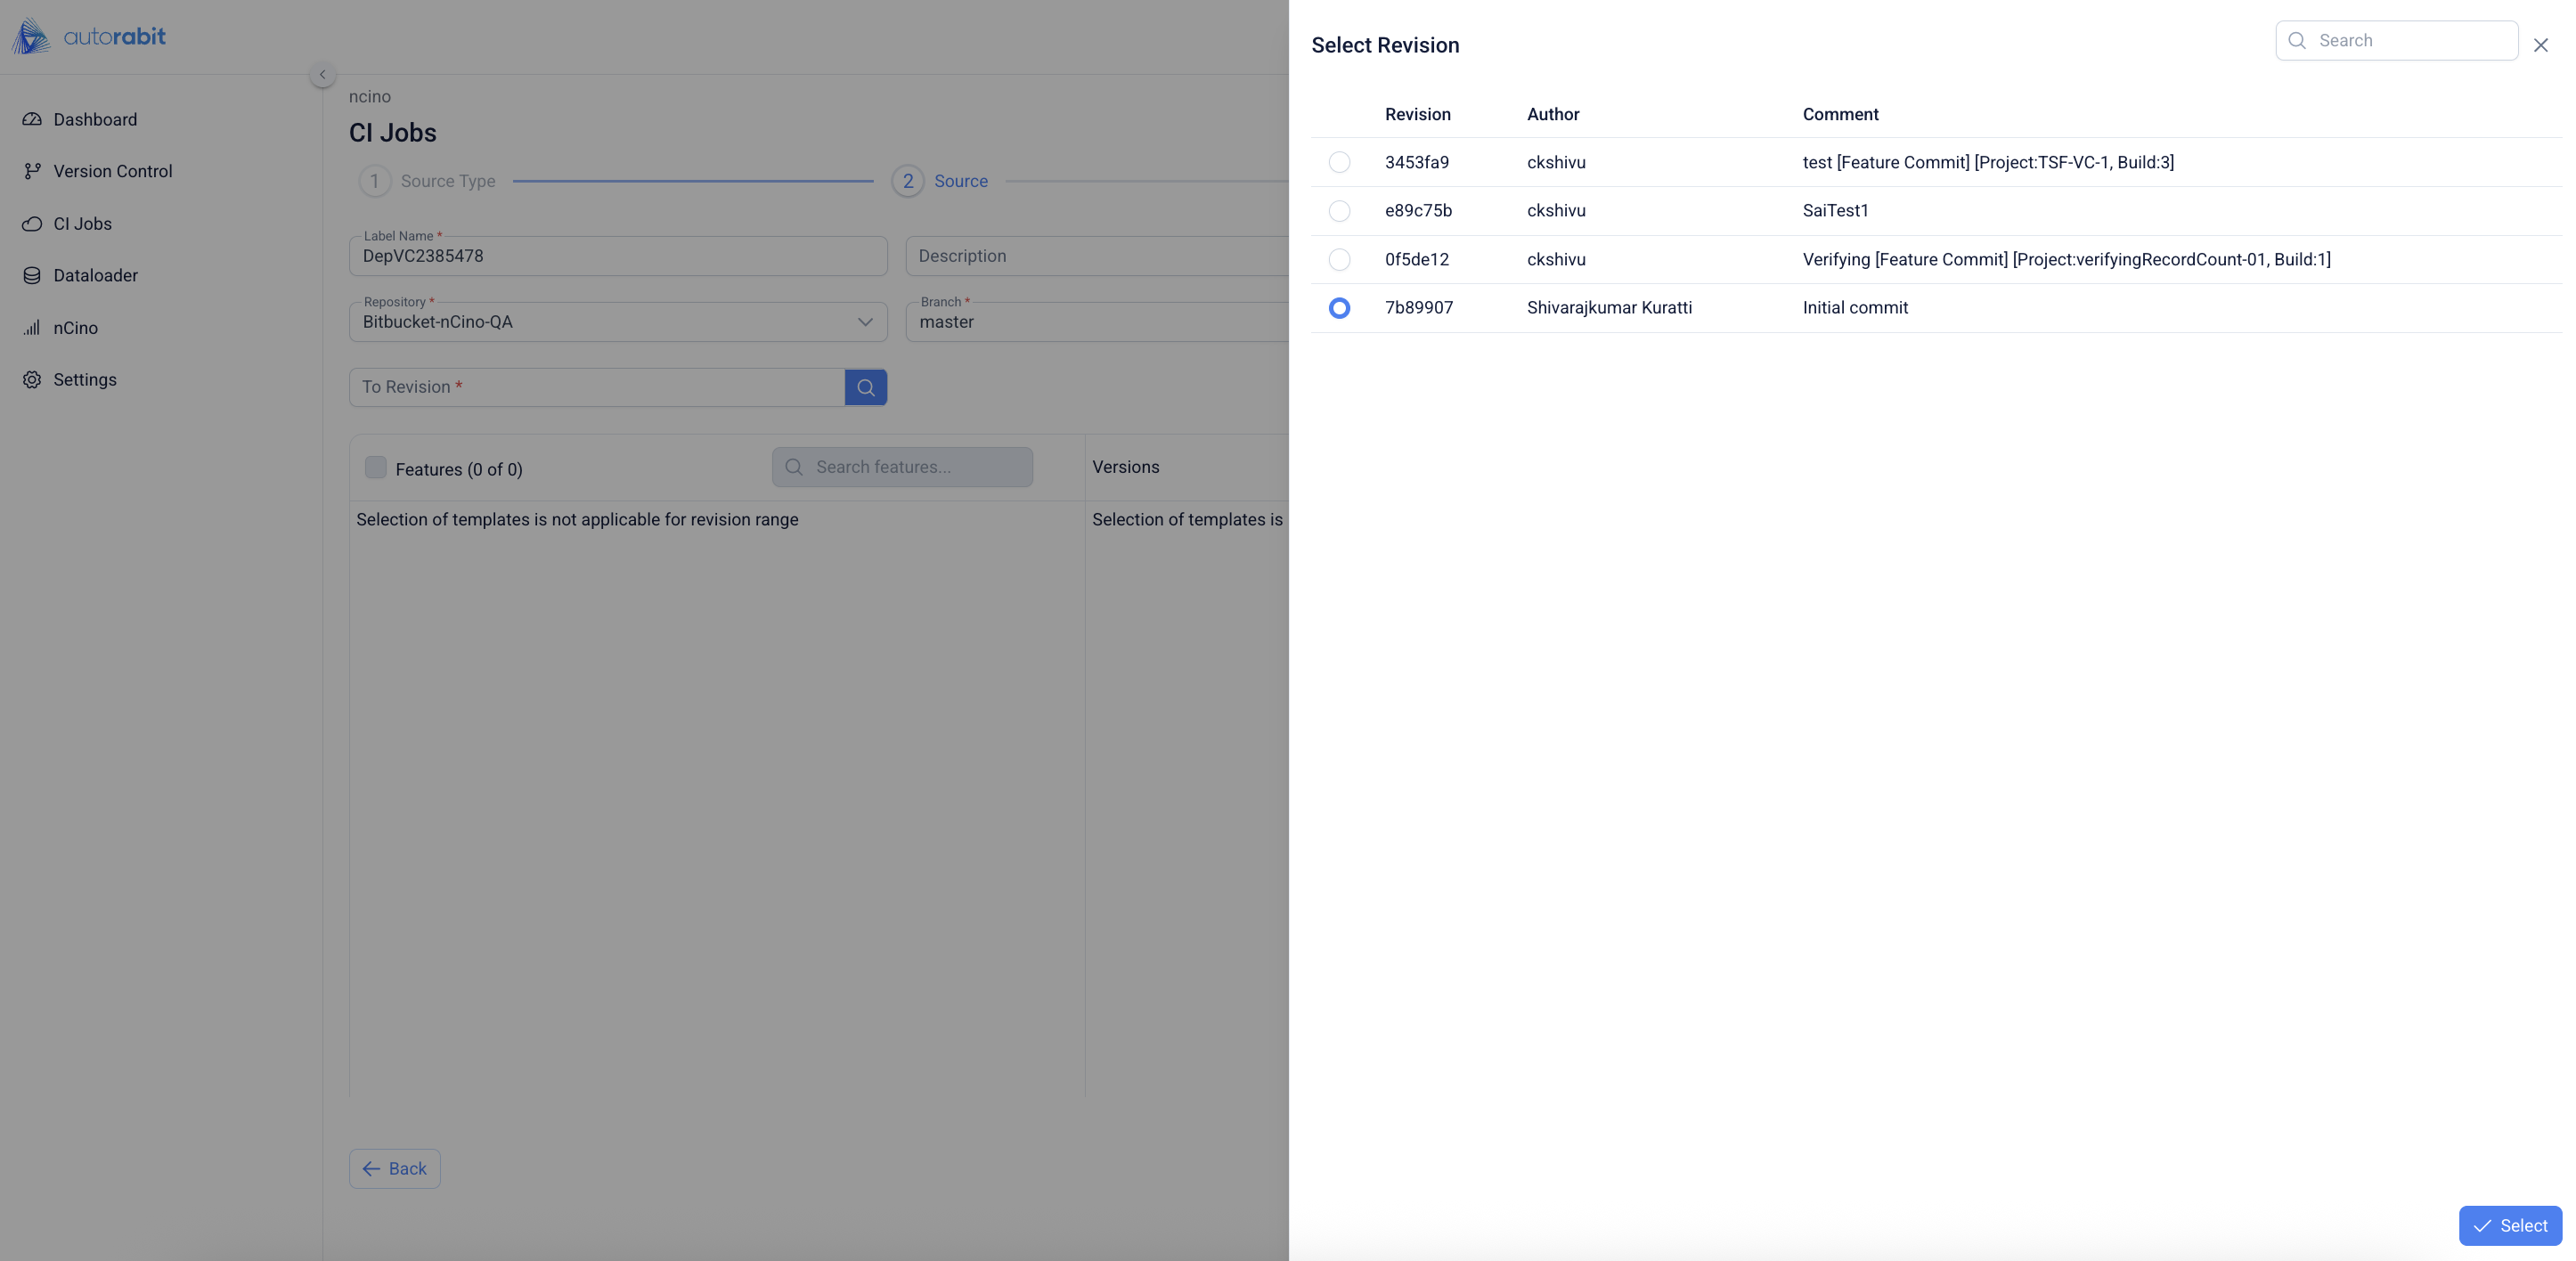 autorabit
Dashboard
Version Control
CI Jobs
Dataloader
nCino
Settings
ncino
CI Jobs
1 Source Type 2 Source
Label Name *
DepVC2385478
Description
Repository *
Bitbucket-nCino-QA
Branch *
master
To Revision *
Features (0 of 0) Search features... Versions
Selection of templates is not applicable for revision range Selection of templates is
Back
Select Revision Search
Revision Author Comment
3453fa9 ckshivu test [Feature Commit] [Project:TSF-VC-1, Build:3]
e89c75b ckshivu SaiTest1
0f5de12 ckshivu Verifying [Feature Commit] [Project:verifyingRecordCount-01, Build:1]
7b89907 Shivarajkumar Kuratti Initial commit
Select